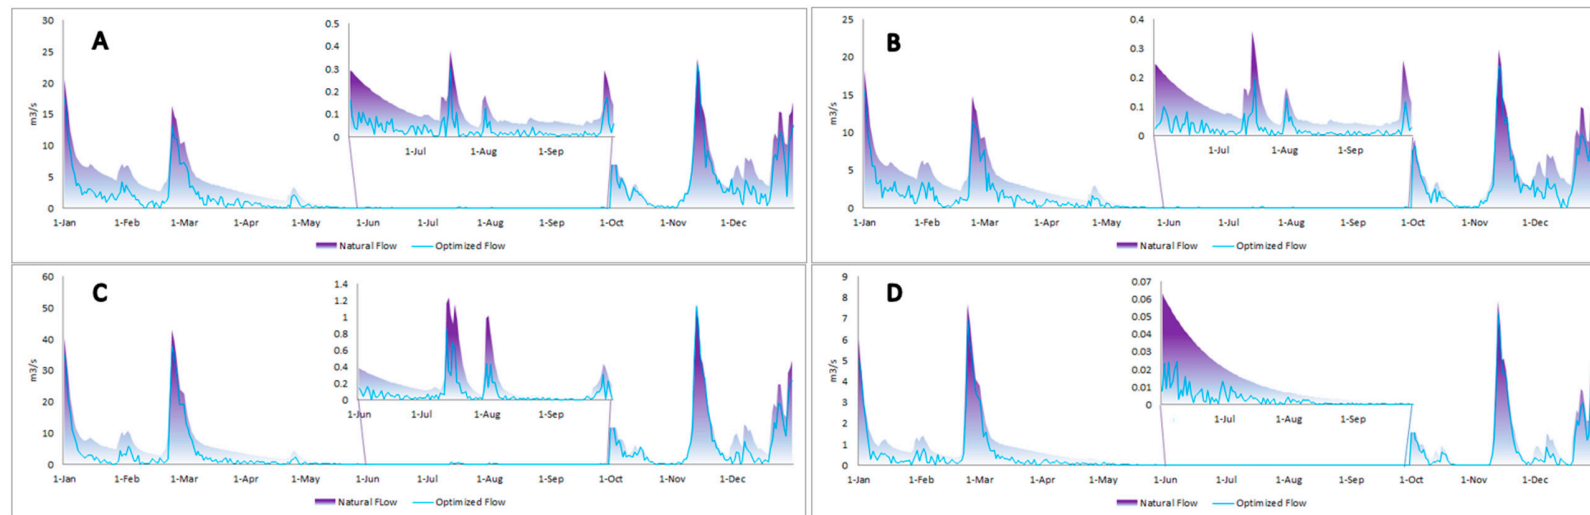 A
30
25
20
15
10
5
0
m3/s
1-Jan 1-Feb 1-Mar 1-Apr 1-May 1-Jun 1-Jul 1-Aug 1-Sep 1-Oct 1-Nov 1-Dec
0.5
0.4
0.3
0.2
0.1
0
1-Jul 1-Aug 1-Sep
Natural Flow Optimized Flow
B
25
20
15
10
5
0
m3/s
1-Jan 1-Feb 1-Mar 1-Apr 1-May 1-Jun 1-Jul 1-Aug 1-Sep 1-Oct 1-Nov 1-Dec
0.4
0.3
0.2
0.1
0
1-Jul 1-Aug 1-Sep
Natural Flow Optimized Flow
C
60
50
40
30
20
10
0
m3/s
1-Jan 1-Feb 1-Mar 1-Apr 1-May 1-Jun 1-Jul 1-Aug 1-Sep 1-Oct 1-Nov 1-Dec
1.4
1.2
1
0.8
0.6
0.4
0.2
0
1-Jun 1-Jul 1-Aug 1-Sep
Natural FLow Optimized Flow
D
9
8
7
6
5
4
3
2
1
0
m3/s
1-Jan 1-Feb 1-Mar 1-Apr 1-May 1-Jun 1-Jul 1-Aug 1-Sep 1-Oct 1-Nov 1-Dec
0.07
0.06
0.05
0.04
0.03
0.02
0.01
0
1-Jul 1-Aug 1-Sep
Natural Flow Optimized Flow